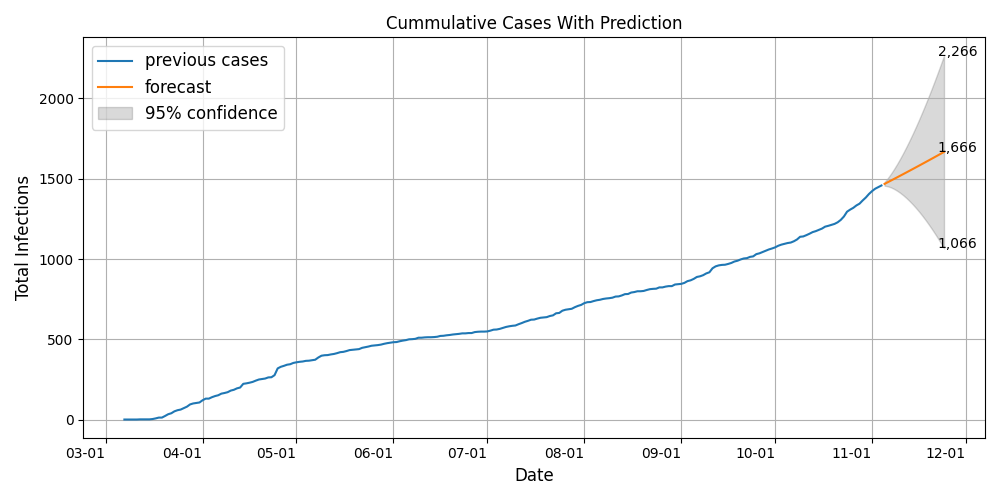 Cummulative Cases With Prediction
previous cases
forecast
95% confidence
2,266
1,666
1,066
2000
1500
1000
500
0
Total Infections
03-01 04-01 05-01 06-01 07-01 08-01 09-01 10-01 11-01 12-01
Date